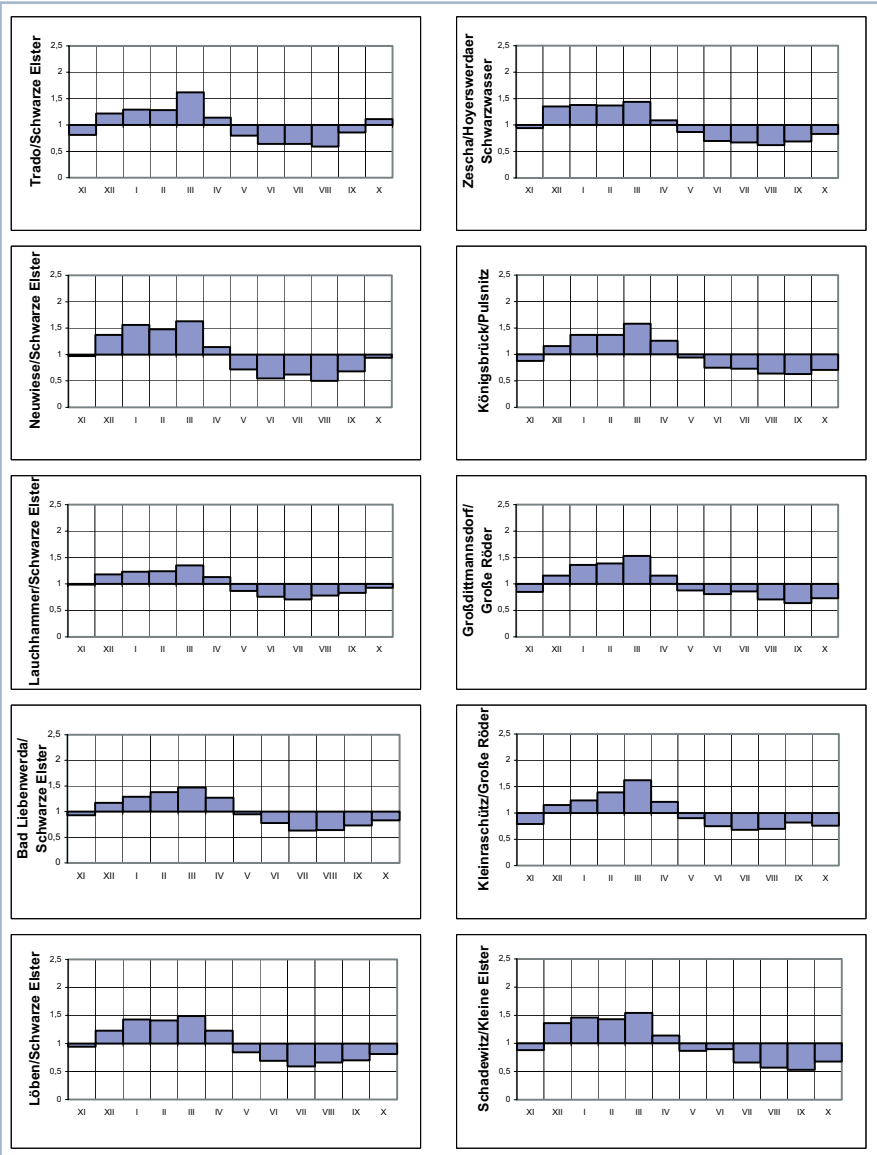 Trado/Schwarze Elster
2,5
2
1,5
1
0,5
0
XI XII I II III IV V VI VII VIII IX X
Zescha/Hoyerswerdaer
Schwarzwasser
2,5
2
1,5
1
0,5
0
XI XII I II III IV V VI VII VIII IX X
Neuwiese/Schwarze Elster
2,5
2
1,5
1
0,5
0
XI XII I II III IV V VI VII VIII IX X
Königsbrück/Pulsnitz
2,5
2
1,5
1
0,5
0
XI XII I II III IV V VI VII VIII IX X
Lauchhammer/Schwarze Elster
2,5
2
1,5
1
0,5
0
XI XII I II III IV V VI VII VIII IX X
Großdittmannsdorf/
Große Röder
2,5
2
1,5
1
0,5
0
XI XII I II III IV V VI VII VIII IX X
Bad Liebenwerda/
Schwarze Elster
2,5
2
1,5
1
0,5
0
XI XII I II III IV V VI VII VIII IX X
Kleinraschütz/Große Röder
2,5
2
1,5
1
0,5
0
XI XII I II III IV V VI VII VIII IX X
Löben/Schwarze Elster
2,5
2
1,5
1
0,5
0
XI XII I II III IV V VI VII VIII IX X
Schadewitz/Kleine Elster
2,5
2
1,5
1
0,5
0
XI XII I II III IV V VI VII VIII IX X